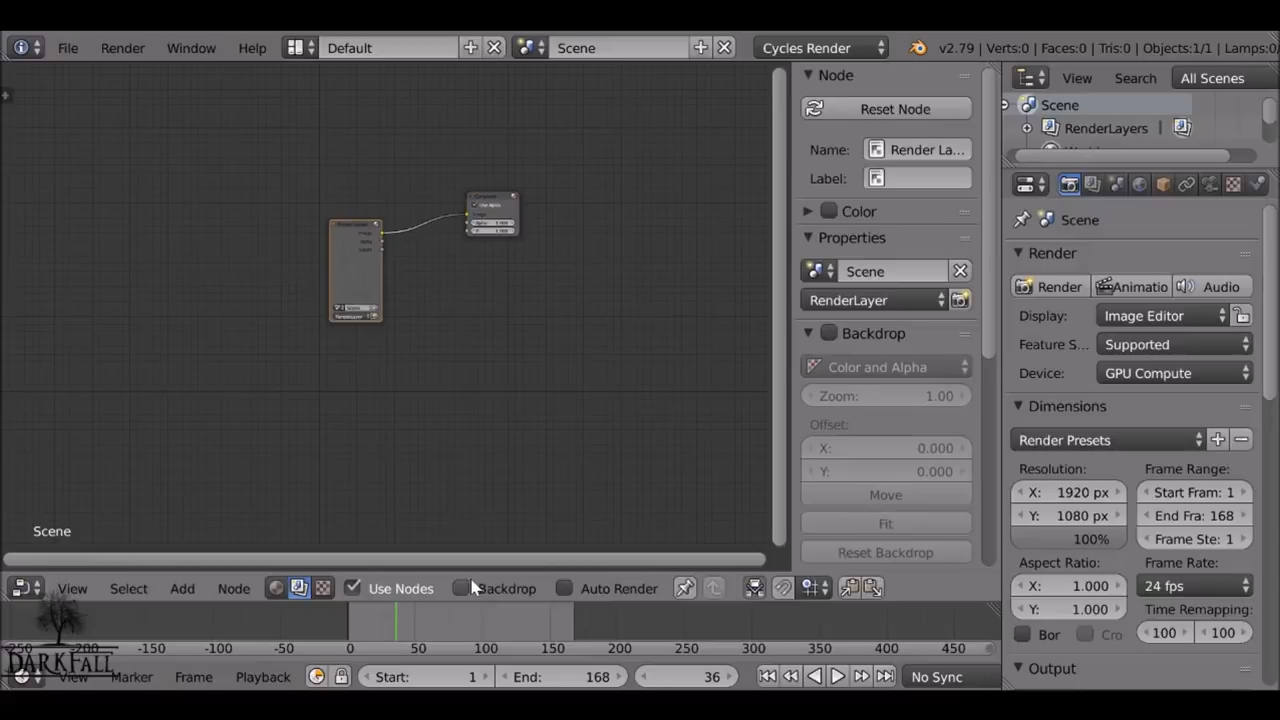 File Render Window Help Default Scene Cycles Render v2.79 | Verts:0 | Faces:0 | Tris:0 | Objects:1/1 | Lamps:0/
Node
Reset Node
Name: Render La...
Label:
Color
Properties
Scene
RenderLayer
Backdrop
Color and Alpha
Zoom: 1.00
Offset:
X: 0.000
Y: 0.000
Move
Fit
Reset Backdrop
View Search All Scenes
Scene
RenderLayers
Scene
Render
Render Animatio Audio
Display: Image Editor
Feature S... Supported
Device: GPU Compute
Dimensions
Render Presets
Resolution: Frame Range:
X: 1920 px Start Fram: 1
Y: 1080 px End Fra: 168
100% Frame Ste: 1
Aspect Ratio: Frame Rate:
X: 1.000 24 fps
Y: 1.000 Time Remapping:
Bor Cro 100 100
Output
Scene
View Select Add Node Use Nodes Backdrop Auto Render
-150 -100 -50 0 50 100 150 200 250 300 350 400 450
DARKFALL
View Marker Frame Playback Start: 1 End: 168 36 No Sync